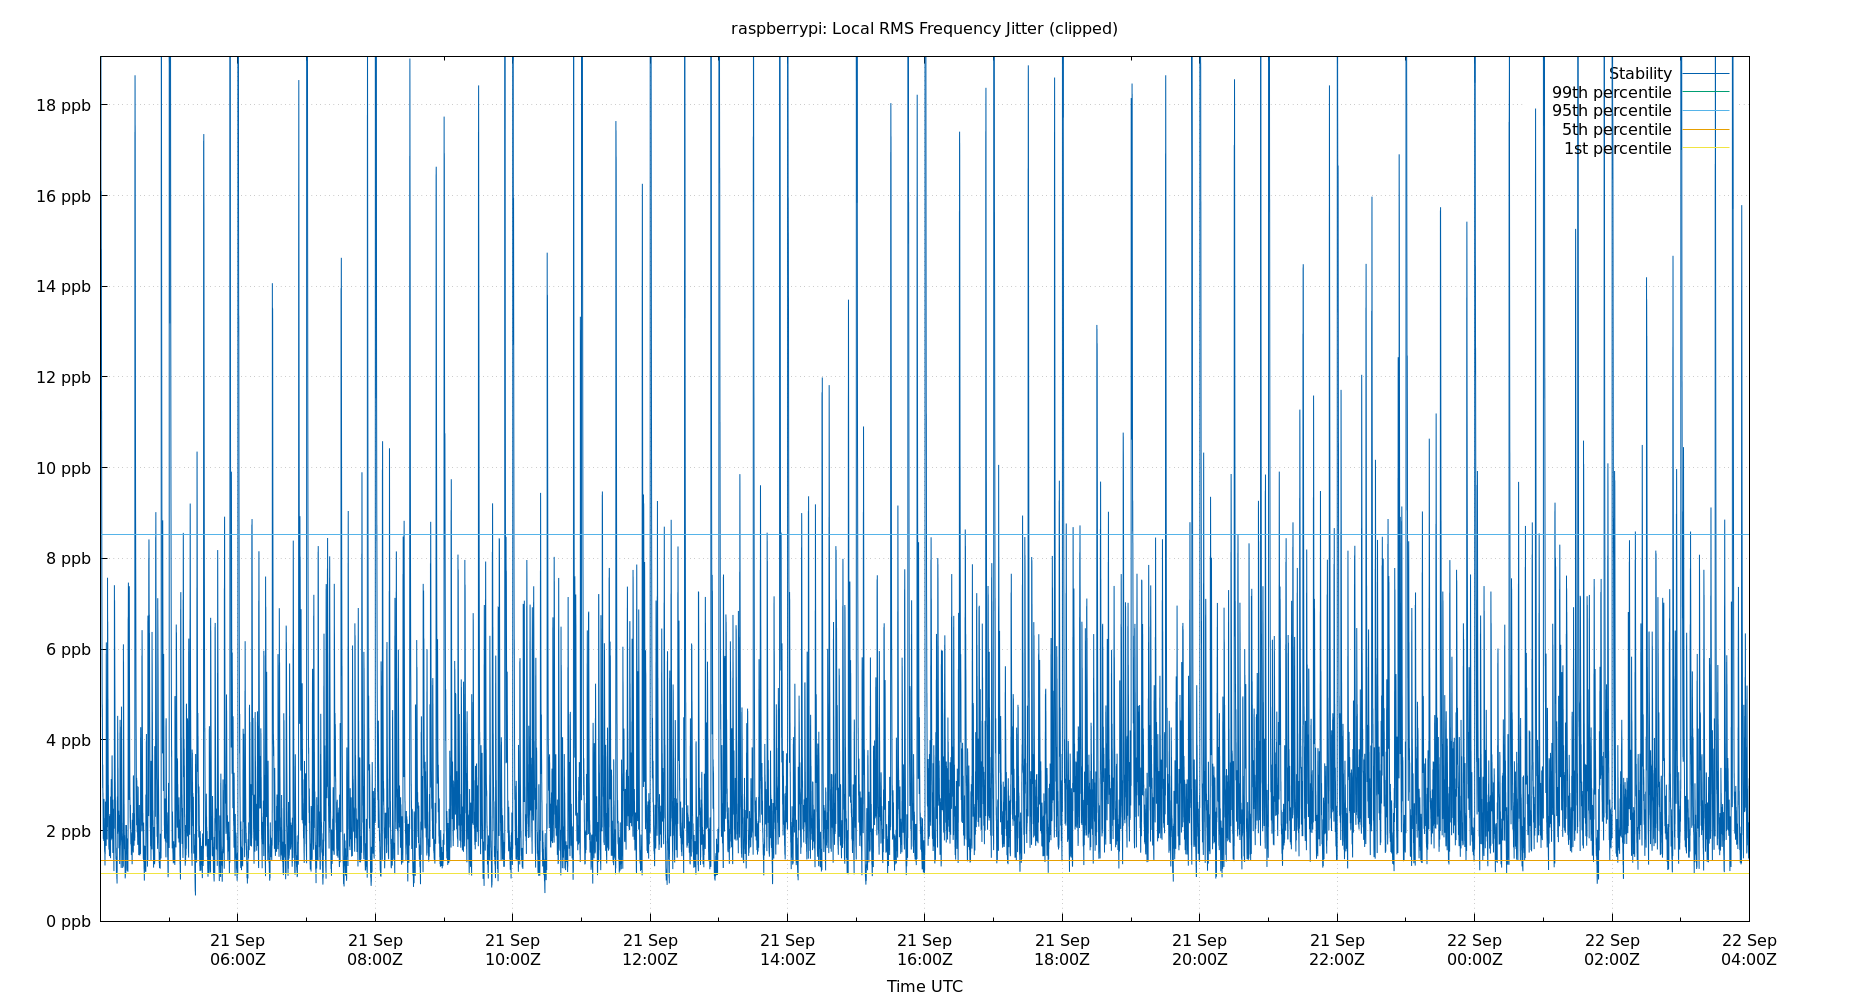 raspberrypi: Local RMS Frequency Jitter (clipped)
Stability
99th percentile
95th percentile
5th percentile
1st percentile
18 ppb
16 ppb
14 ppb
12 ppb
10 ppb
8 ppb
6 ppb
4 ppb
2 ppb
0 ppb
21 Sep 21 Sep 21 Sep 21 Sep 21 Sep 21 Sep 21 Sep 21 Sep 21 Sep 22 Sep 22 Sep 22 Sep
06:00Z 08:00Z 10:00Z 12:00Z 14:00Z 16:00Z 18:00Z 20:00Z 22:00Z 00:00Z 02:00Z 04:00Z
Time UTC